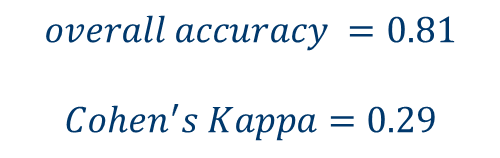 overall accuracy = 0.81
Cohen's Kappa = 0.29